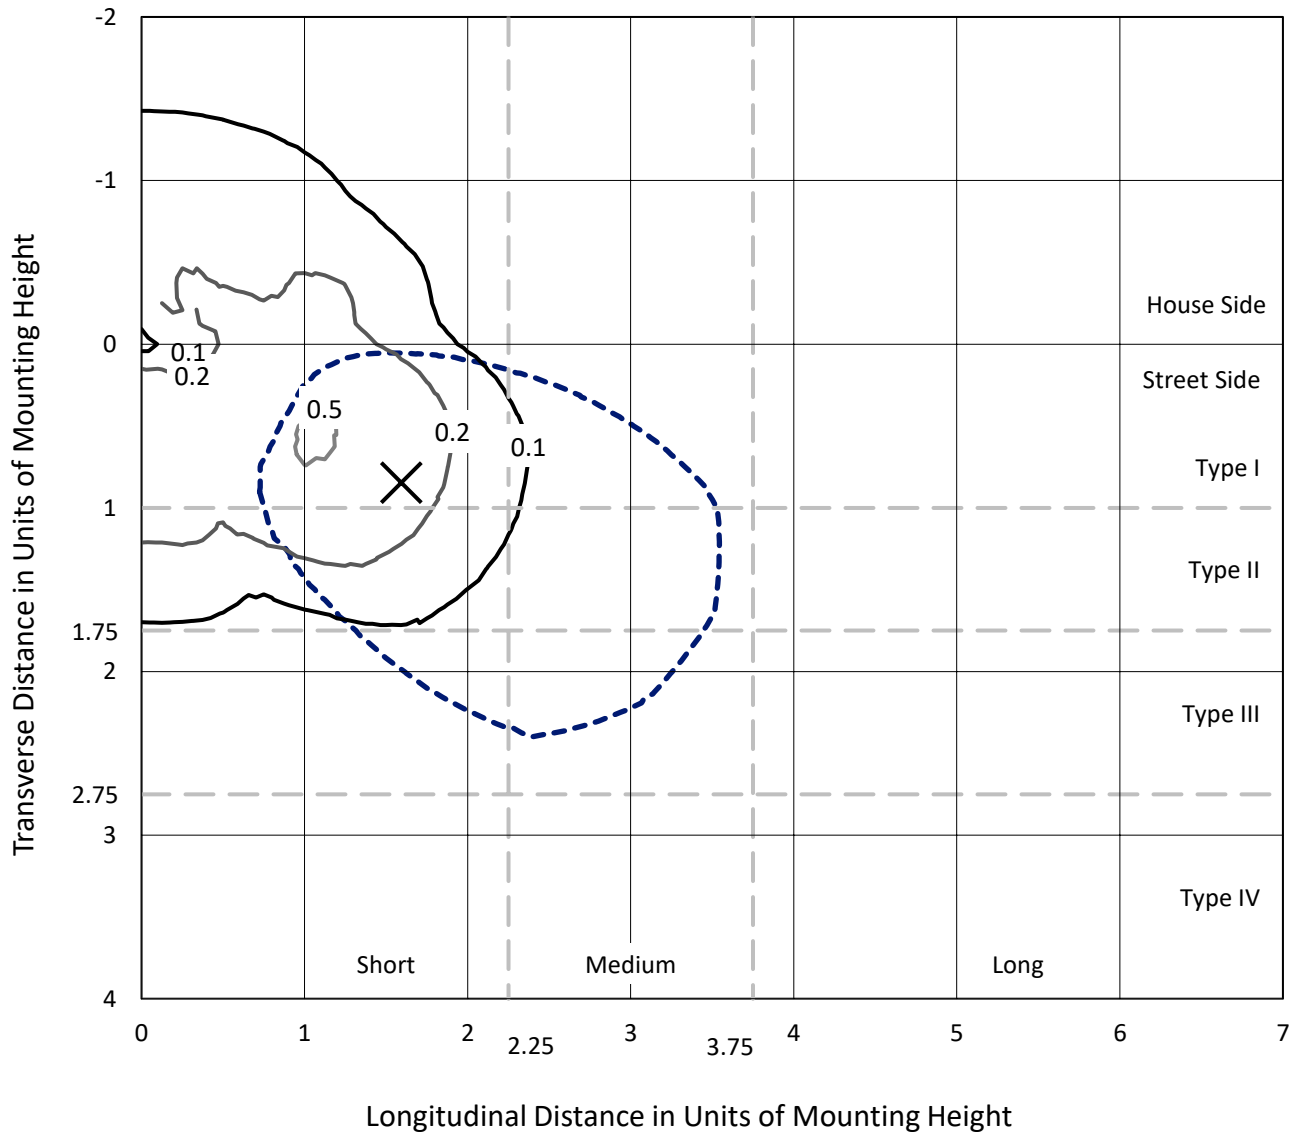 -2
-1
0
1
1.75
2
2.75
3
4
Transverse Distance in Units of Mounting Height
House Side
Street Side
Type I
Type II
Type III
Type IV
0.1
0.2
0.5
0.2
0.1
Short
Medium
Long
0
1
2
2.25
3
3.75
4
5
6
7
Longitudinal Distance in Units of Mounting Height